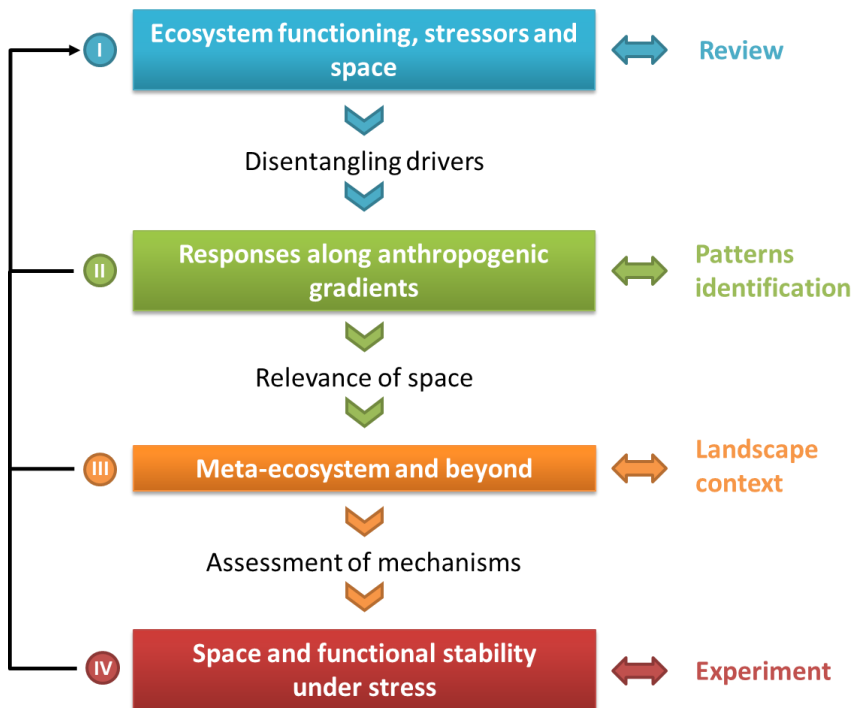 I
Ecosystem functioning, stressors and
space
Review
Disentangling drivers
II
Responses along anthropogenic
gradients
Patterns
identification
Relevance of space
III
Meta-ecosystem and beyond
Landscape
context
Assessment of mechanisms
IV
Space and functional stability
under stress
Experiment